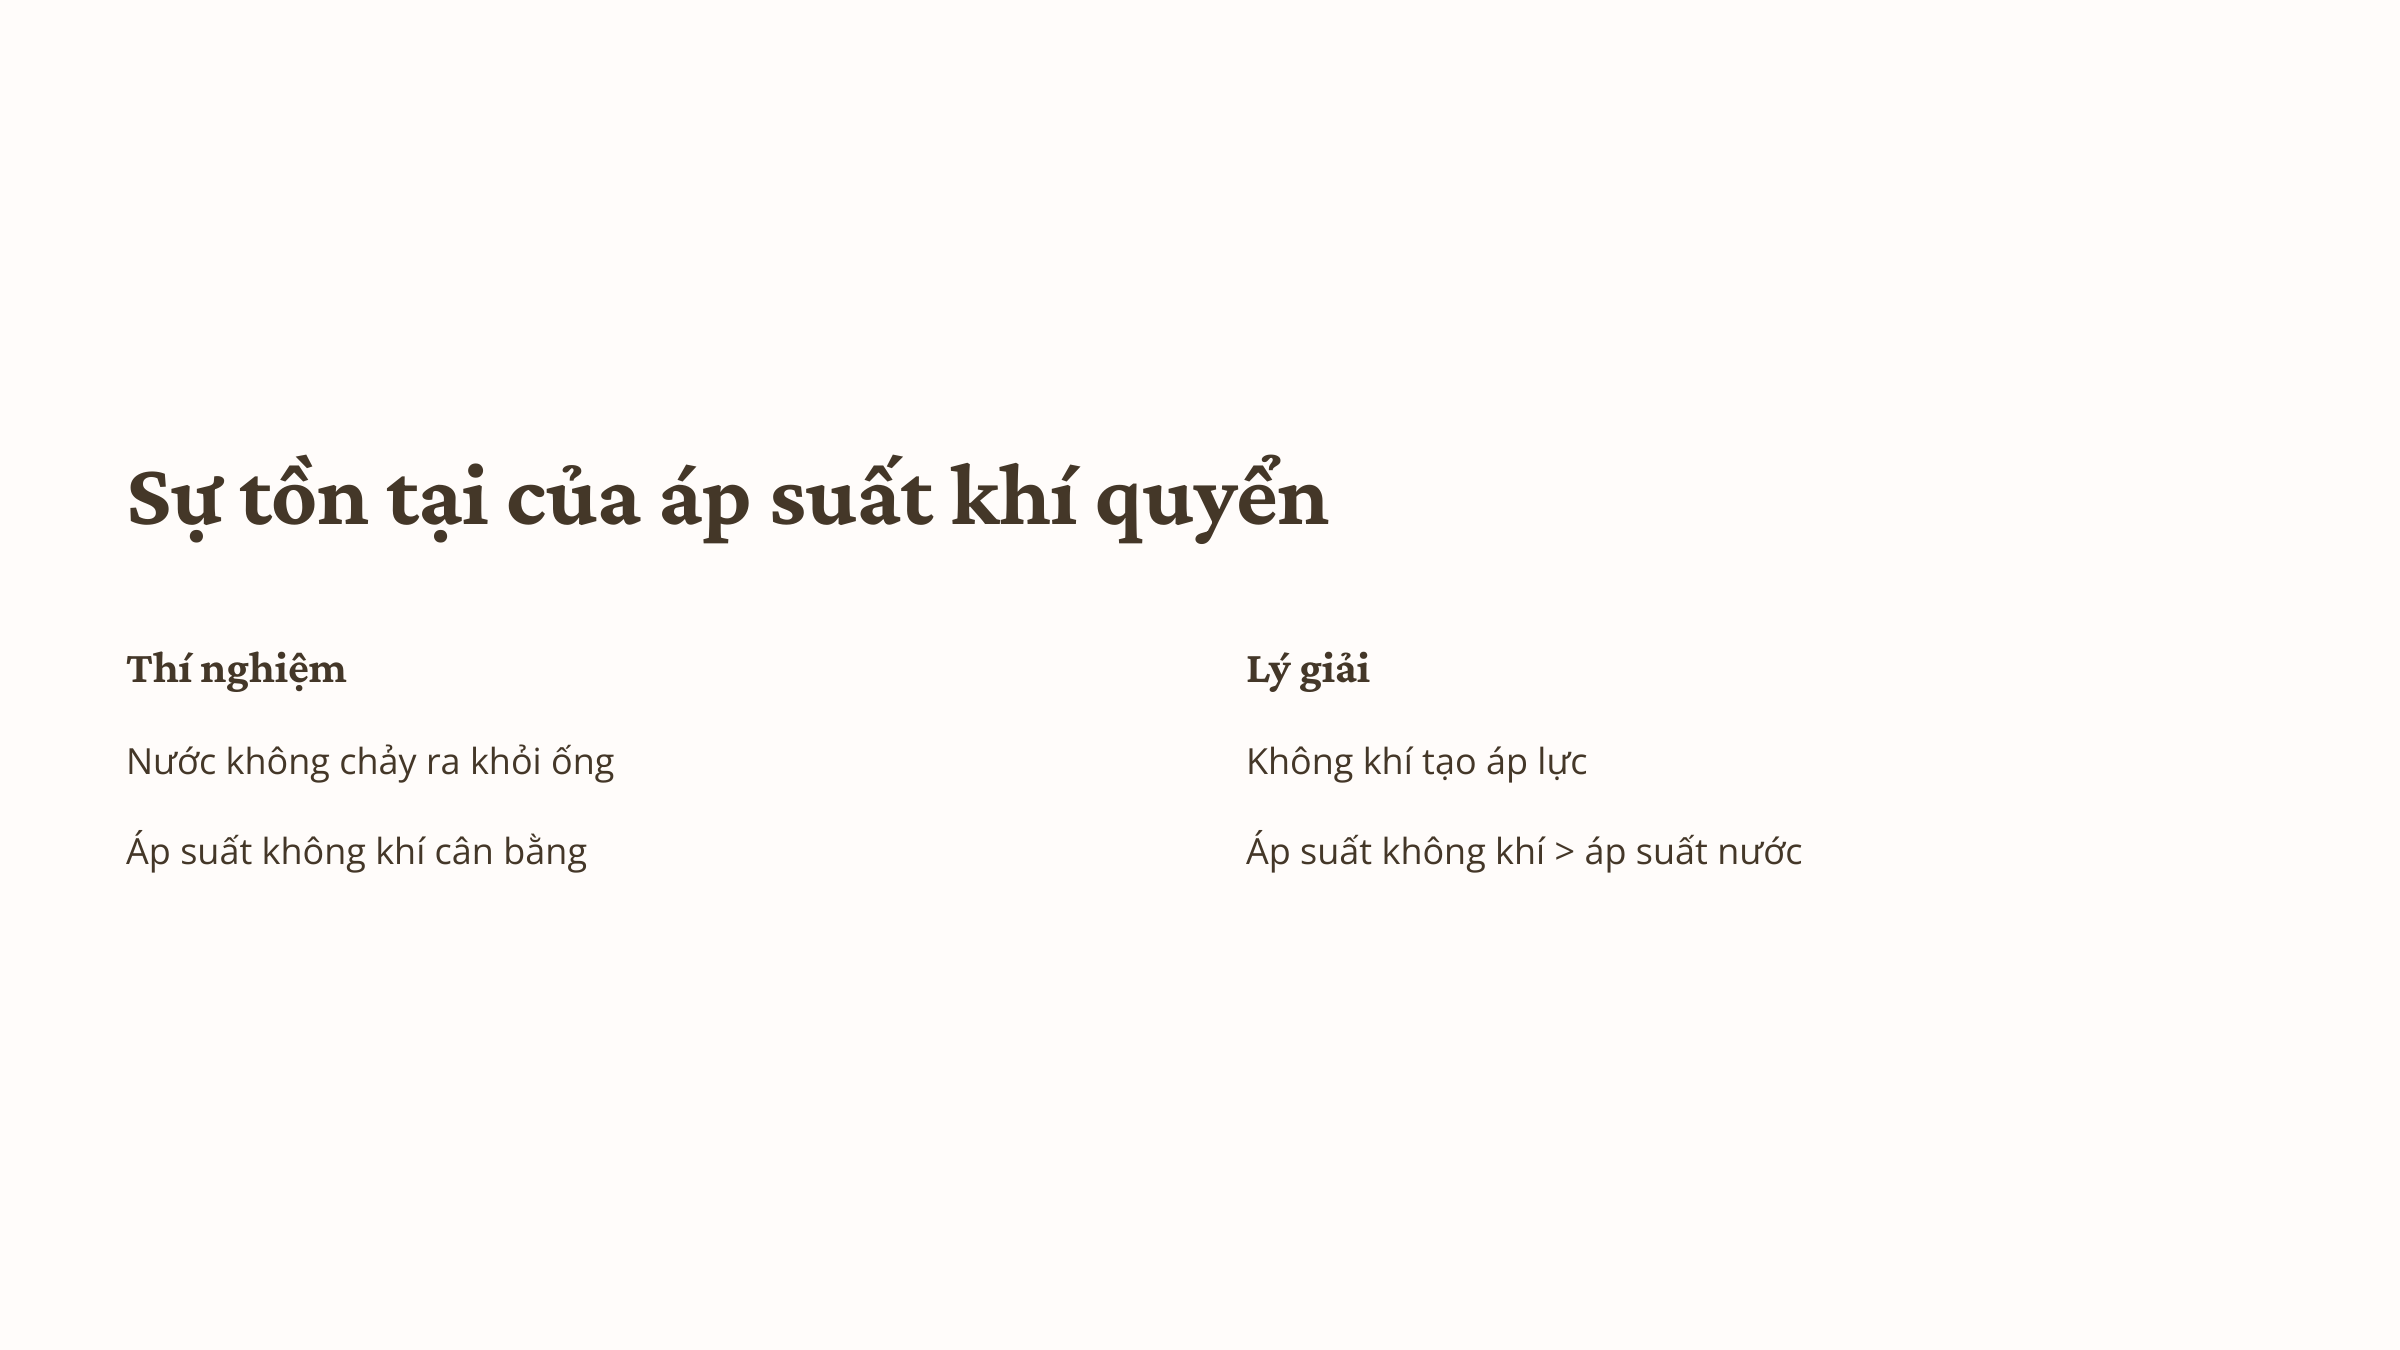 Sự tồn tại của áp suất khí quyển
Thí nghiệm
Nước không chảy ra khỏi ống
Áp suất không khí cân bằng
Lý giải
Không khí tạo áp lực
Áp suất không khí > áp suất nước